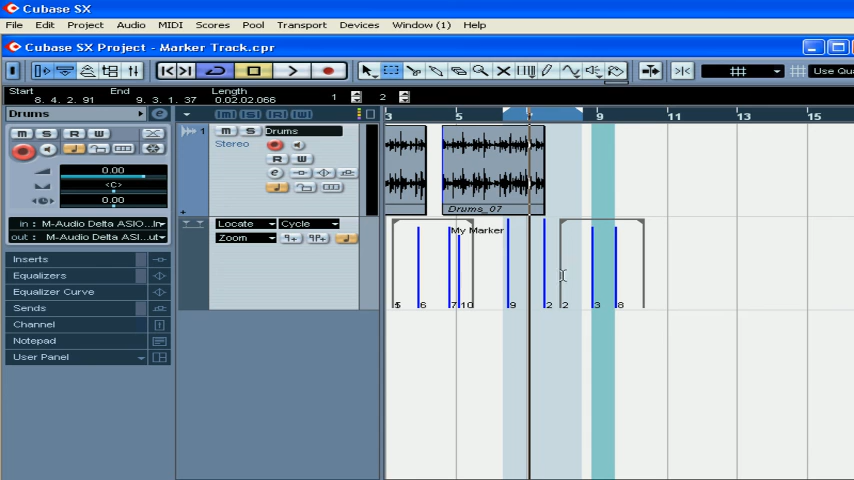 Cubase SX
File Edit Project Audio MIDI Scores Pool Transport Devices Window (1) Help
Cubase SX Project - Marker Track.cpr
Use Qu
Start End Length
8. 4. 2. 91 9. 3. 1. 37 0.02.02.066 1 2
Drums e [m] [s] [R] [W] 3 5 7 9 11 13 15
M S R W
1 M S Drums
Stereo
R W
e
0.00
<C>
0.00
Drums_07
in : M-Audio Delta ASIO
out : M-Audio Delta ASI...ut
Locate Cycle
Zoom
My Marker
Inserts
Equalizers
Equalizer Curve
Sends
Channel
Notepad
User Panel
6 7 10 9 2 2 3 8